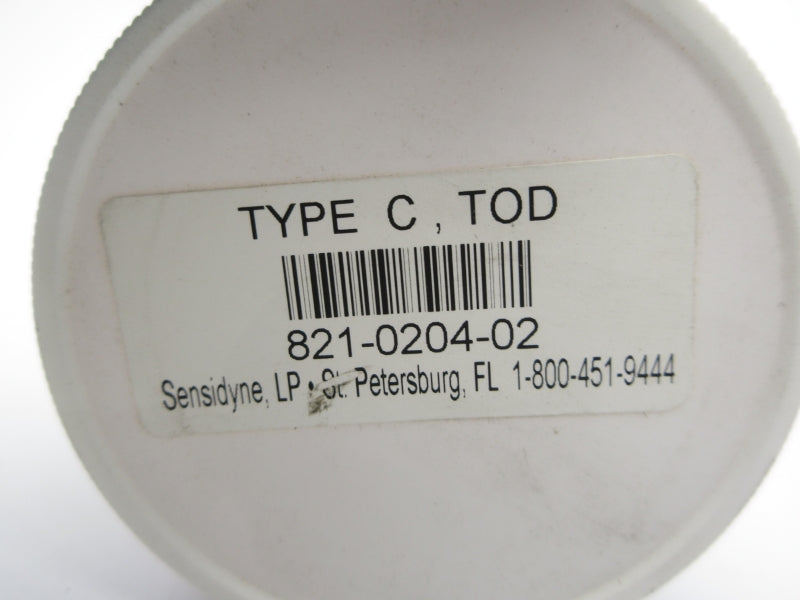 TYPE C , TOD
821-0204-02
Sensidyne, LP • St. Petersburg, FL 1-800-451-9444